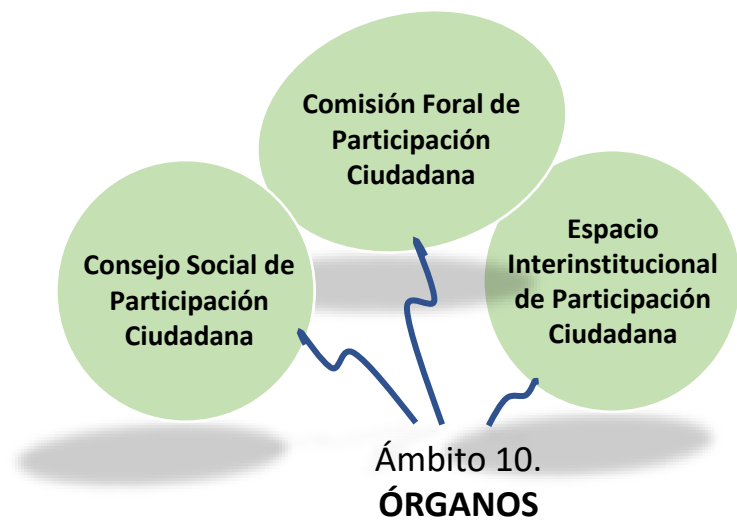 Comisión Foral de
Participación
Ciudadana
Consejo Social de
Participación
Ciudadana
Espacio
Interinstitucional
de Participación
Ciudadana
Ámbito 10.
ÓRGANOS